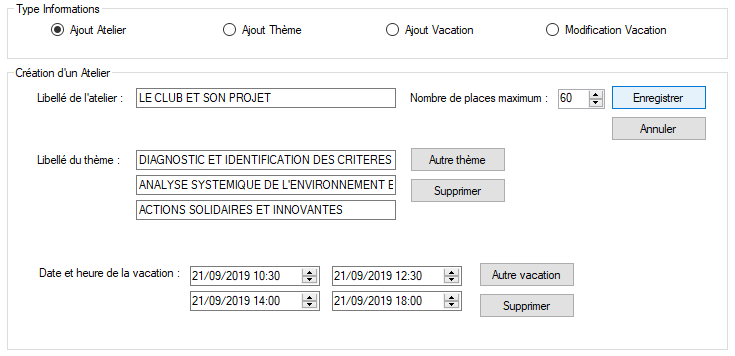 Type Informations
Ajout Atelier Ajout Thème Ajout Vacation Modification Vacation
Création d'un Atelier
Libellé de l'atelier : LE CLUB ET SON PROJET Nombre de places maximum : 60 Enregistrer
Annuler
Libellé du thème : DIAGNOSTIC ET IDENTIFICATION DES CRITERES Autre thème
ANALYSE SYSTEMIQUE DE L'ENVIRONNEMENT E Supprimer
ACTIONS SOLIDAIRES ET INNOVANTES
Date et heure de la vacation : 21/09/2019 10:30 21/09/2019 12:30 Autre vacation
21/09/2019 14:00 21/09/2019 18:00 Supprimer